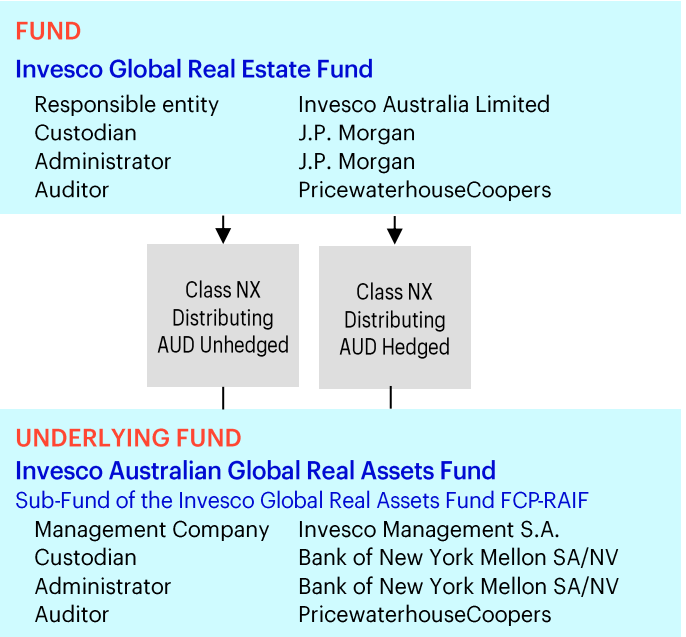 FUND
Invesco Global Real Estate Fund
Responsible entity Invesco Australia Limited
Custodian J.P. Morgan
Administrator J.P. Morgan
Auditor PricewaterhouseCoopers
Class NX
Distributing
AUD Unhedged
Class NX
Distributing
AUD Hedged
UNDERLYING FUND
Invesco Australian Global Real Assets Fund
Sub-Fund of the Invesco Global Real Assets Fund FCP-RAIF
Management Company Invesco Management S.A.
Custodian Bank of New York Mellon SA/NV
Administrator Bank of New York Mellon SA/NV
Auditor PricewaterhouseCoopers